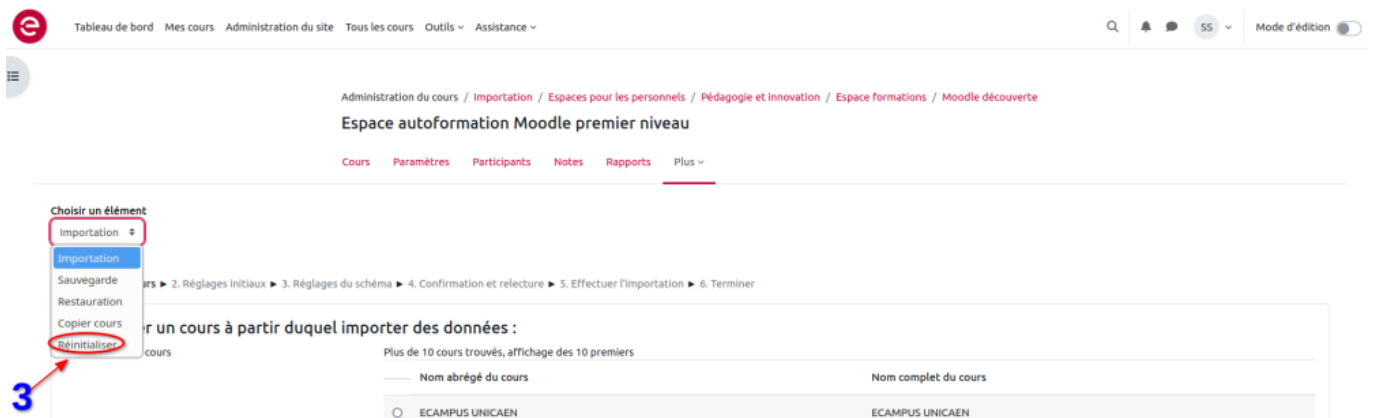 e Tableau de bord Mes cours Administration du site Tous les cours Outils Assistance SS Mode d'édition
Administration du cours / Importation / Espaces pour les personnels / Pédagogie et innovation / Espace formations / Moodle découverte
Espace autoformation Moodle premier niveau
Cours Paramètres Participants Notes Rapports Plus
Choisir un élément
Importation
Importation
Sauvegarde
urs ► 2. Réglages initiaux ► 3. Réglages du schéma ► 4. Confirmation et relecture ► 5. Effectuer l'importation ► 6. Terminer
Restauration
Copier cours
r un cours à partir duquel importer des données :
Réinitialiser
cours Plus de 10 cours trouvés, affichage des 10 premiers
Nom abrégé du cours Nom complet du cours
3
ECAMPUS UNICAEN ECAMPUS UNICAEN